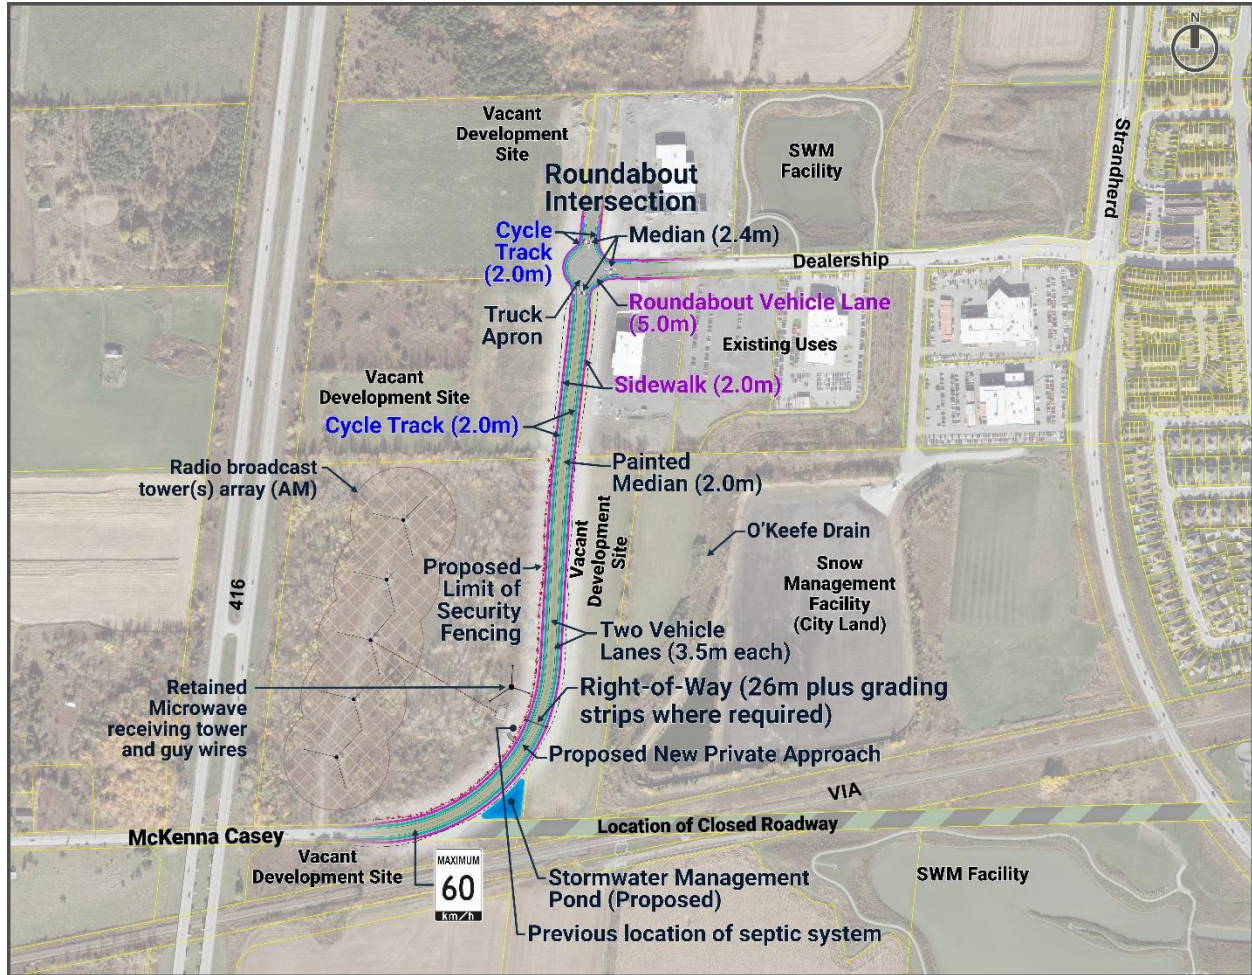 N
Vacant
Development
Site
SWM
Facility
Strandherd
Roundabout
Intersection
Cycle
Track
(2.0m)
Median (2.4m)
Dealership
Truck
Apron
Roundabout Vehicle Lane
(5.0m)
Existing Uses
Vacant
Development Site
Sidewalk (2.0m)
Cycle Track (2.0m)
Radio broadcast
tower(s) array (AM)
Painted
Median (2.0m)
Vacant
Development
Site
O'Keefe Drain
Proposed
Limit of
Security
Fencing
Snow
Management
Facility
(City Land)
416
Two Vehicle
Lanes (3.5m each)
Retained
Microwave
receiving tower
and guy wires
Right-of-Way (26m plus grading
strips where required)
Proposed New Private Approach
VIA
McKenna Casey
Location of Closed Roadway
Vacant
Development Site
MAXIMUM
60
km/h
Stormwater Management
Pond (Proposed)
SWM Facility
Previous location of septic system